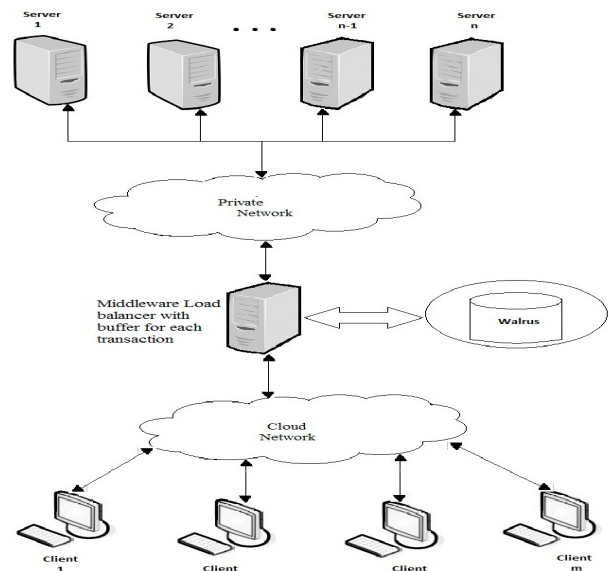 Server
1
Server
2
. . .
Server
n-1
Server
n
Private
Network
Middleware Load
balancer with
buffer for each
transaction
Walrus
Cloud
Network
Client
1
Client
Client
Client
m